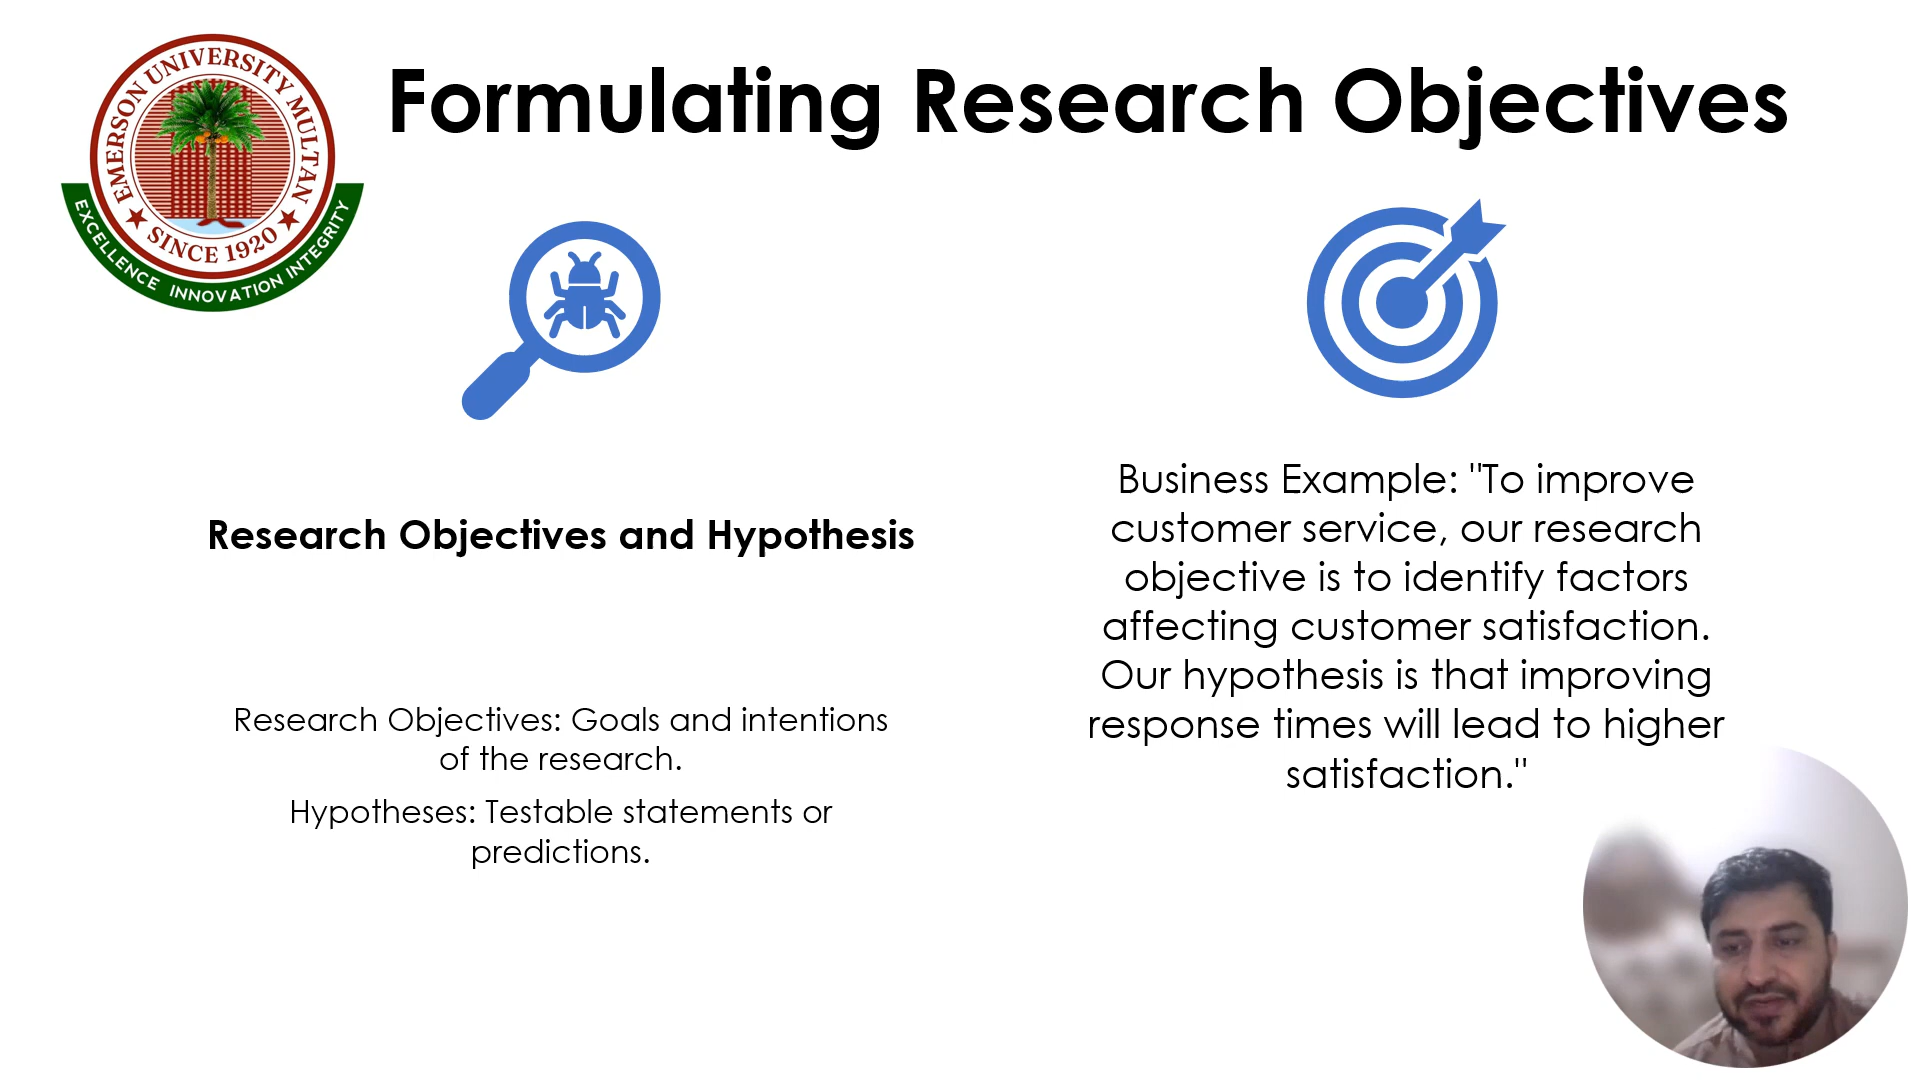 EMERSON UNIVERSITY MULTAN
SINCE 1920
EXCELLENCE INNOVATION INTEGRITY
Formulating Research Objectives
Research Objectives and Hypothesis
Research Objectives: Goals and intentions
of the research.
Hypotheses: Testable statements or
predictions.
Business Example: "To improve
customer service, our research
objective is to identify factors
affecting customer satisfaction.
Our hypothesis is that improving
response times will lead to higher
satisfaction."